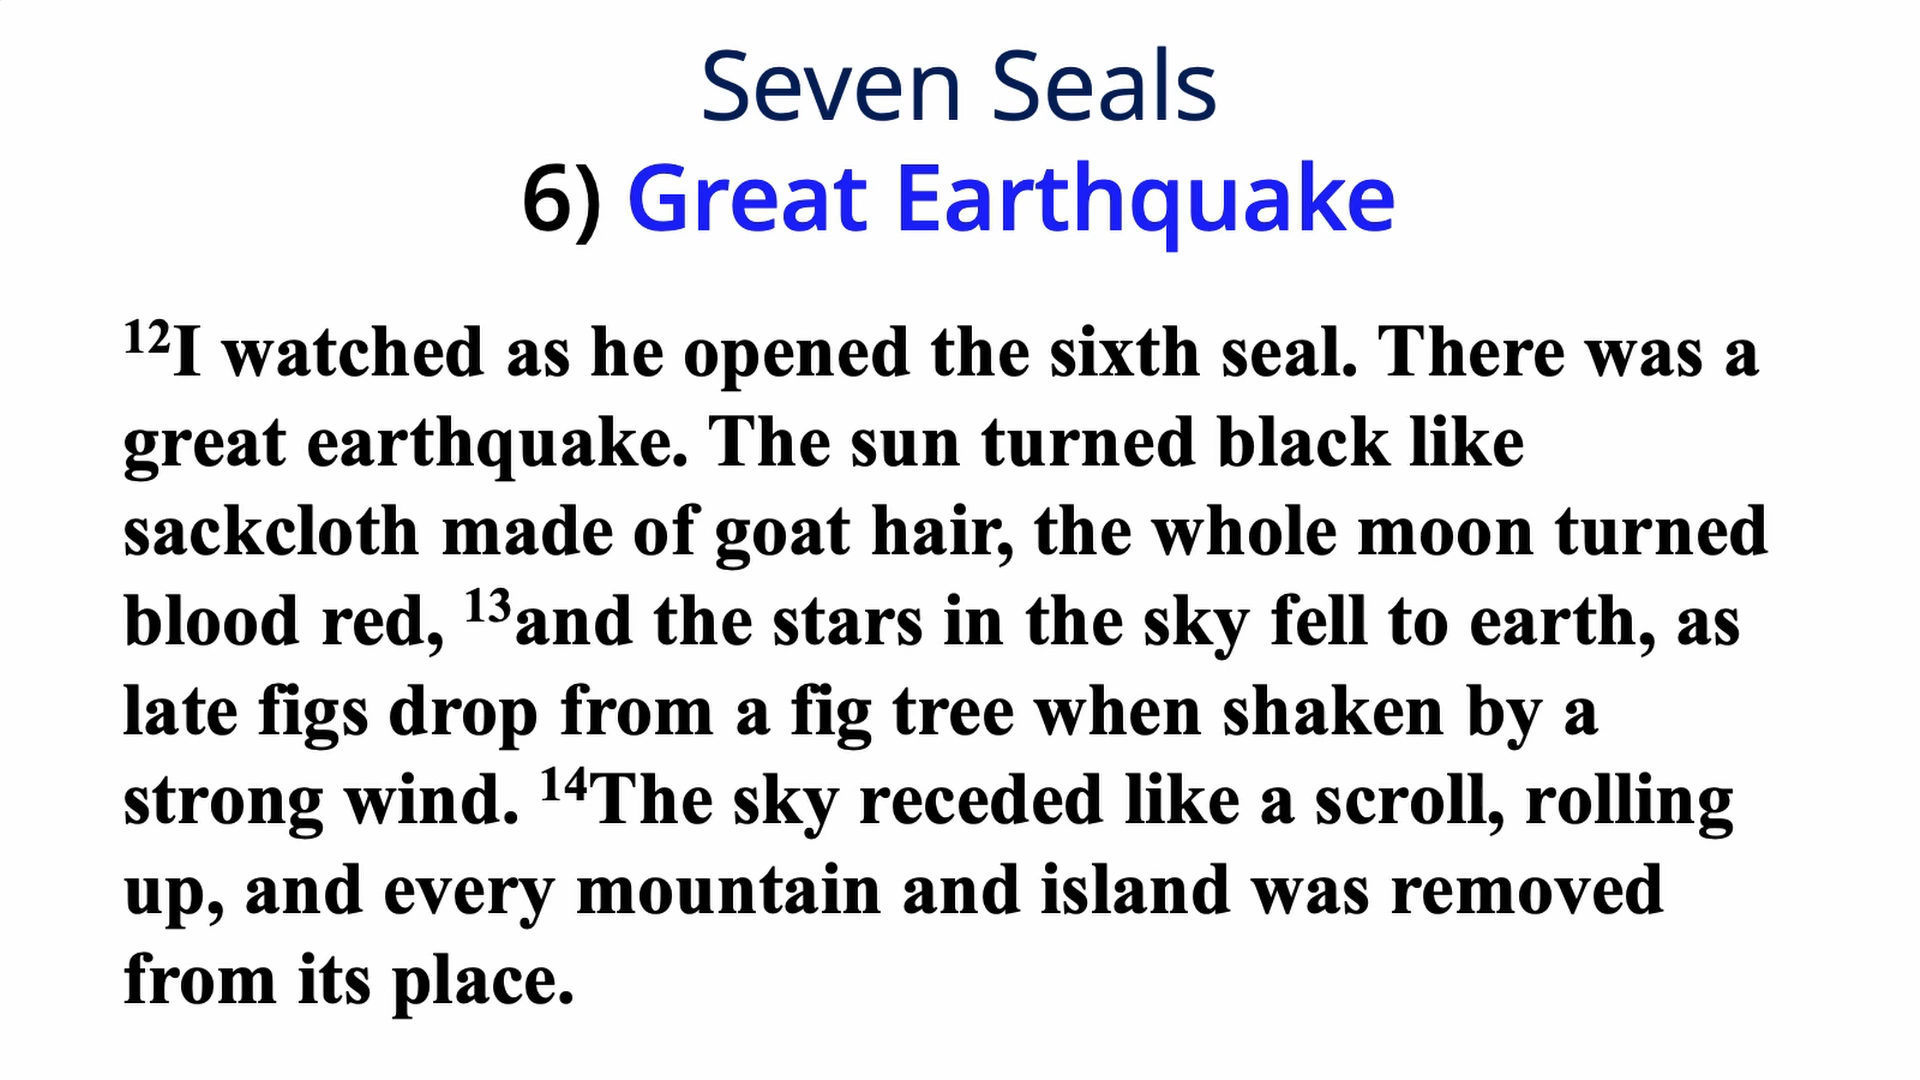 Seven Seals
6) Great Earthquake
¹²I watched as he opened the sixth seal. There was a
great earthquake. The sun turned black like
sackcloth made of goat hair, the whole moon turned
blood red, ¹³and the stars in the sky fell to earth, as
late figs drop from a fig tree when shaken by a
strong wind. ¹⁴The sky receded like a scroll, rolling
up, and every mountain and island was removed
from its place.